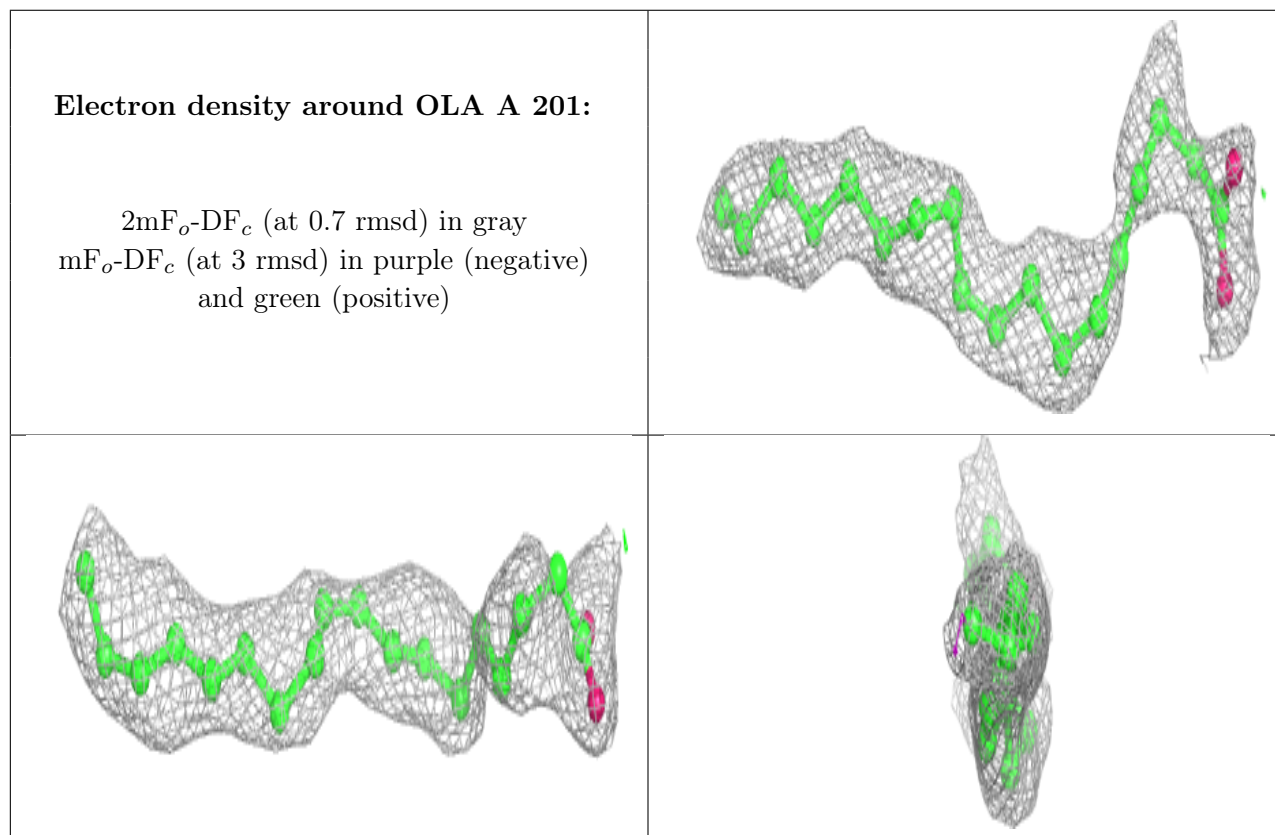 Electron density around OLA A 201:
2mFo-DFc (at 0.7 rmsd) in gray
mFo-DFc (at 3 rmsd) in purple (negative)
and green (positive)